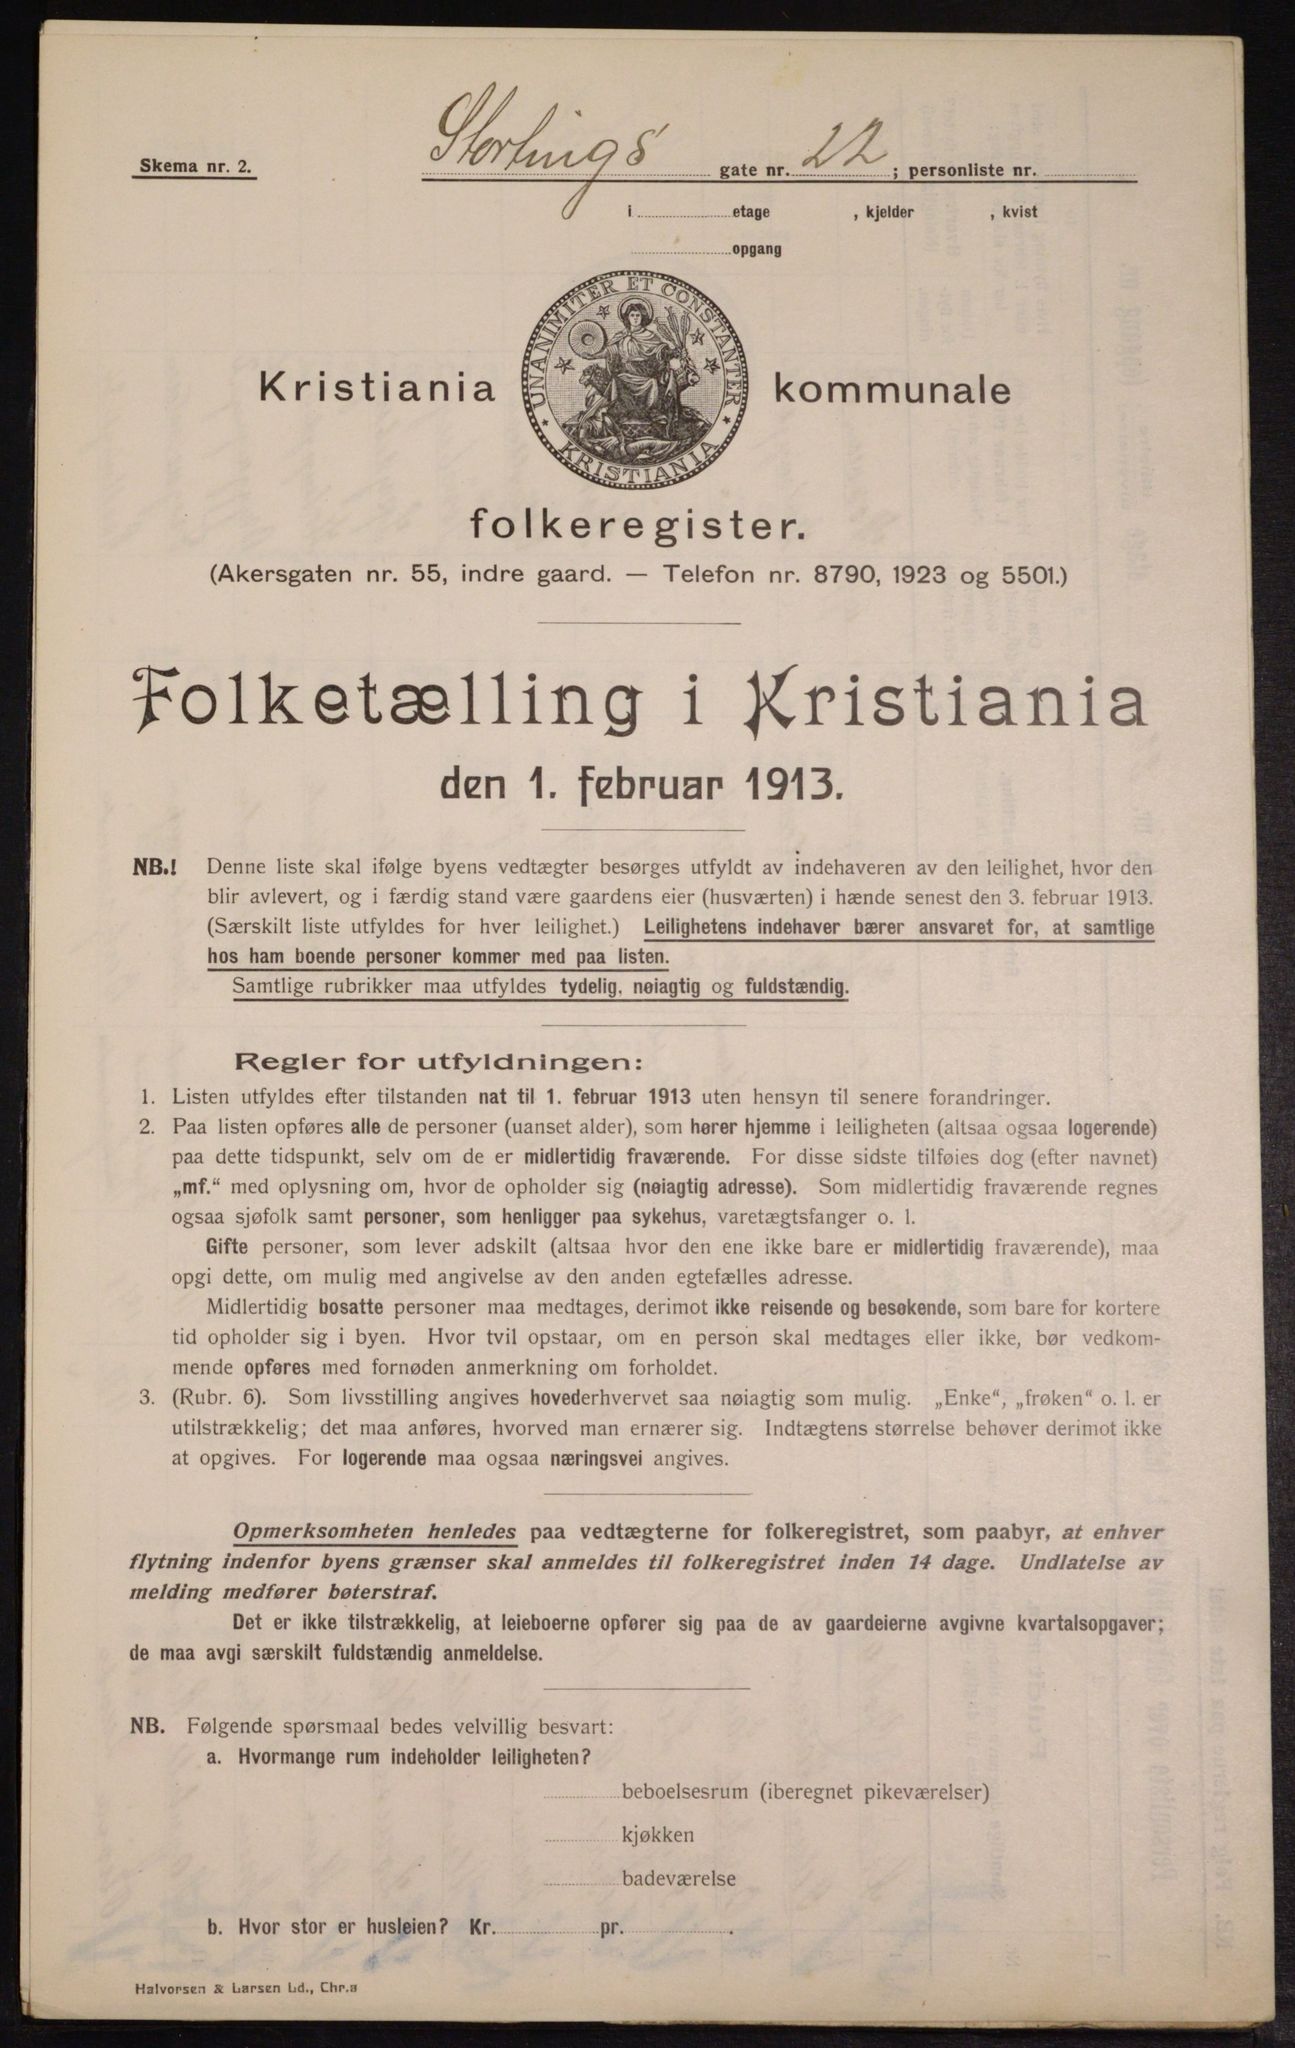 Skema nr. 2.
Stortings gate nr. 22 ; personliste nr.
i etage , kjelder , kvist
opgang
UNANIMITER ET CONSTANTER
KRISTIANIA
Kristiania kommunale
folkeregister.
(Akersgaten nr. 55, indre gaard. — Telefon nr. 8790, 1923 og 5501.)
Folketælling i Kristiania
den 1. februar 1913.
NB.! Denne liste skal ifølge byens vedtægter besørges utfyldt av indehaveren av den leilighet, hvor den
blir avlevert, og i færdig stand være gaardens eier (husværten) i hænde senest den 3. februar 1913.
(Særskilt liste utfyldes for hver leilighet.) Leilighetens indehaver bærer ansvaret for, at samtlige
hos ham boende personer kommer med paa listen.
Samtlige rubrikker maa utfyldes tydelig, nøiagtig og fuldstændig.
Regler for utfyldningen:
1. Listen utfyldes efter tilstanden nat til 1. februar 1913 uten hensyn til senere forandringer.
2. Paa listen opføres alle de personer (uanset alder), som hører hjemme i leiligheten (altsaa ogsaa logerende)
paa dette tidspunkt, selv om de er midlertidig fraværende. For disse sidste tilføies dog (efter navnet)
„mf.“ med oplysning om, hvor de opholder sig (nøiagtig adresse). Som midlertidig fraværende regnes
ogsaa sjøfolk samt personer, som henligger paa sykehus, varetægtsfanger o. l.
Gifte personer, som lever adskilt (altsaa hvor den ene ikke bare er midlertidig fraværende), maa
opgi dette, om mulig med angivelse av den anden egtefælles adresse.
Midlertidig bosatte personer maa medtages, derimot ikke reisende og besøkende, som bare for kortere
tid opholder sig i byen. Hvor tvil opstaar, om en person skal medtages eller ikke, bør vedkom-
mende opføres med fornøden anmerkning om forholdet.
3. (Rubr. 6). Som livsstilling angives hovederhvervet saa nøiagtig som mulig. „Enke“, „frøken“ o. l. er
utilstrækkelig; det maa anføres, hvorved man ernærer sig. Indtægtens størrelse behøver derimot ikke
at opgives. For logerende maa ogsaa næringsvei angives.
Opmerksomheten henledes paa vedtægterne for folkeregistret, som paabyr, at enhver
flytning indenfor byens grænser skal anmeldes til folkeregistret inden 14 dage. Undlatelse av
melding medfører bøterstraf.
Det er ikke tilstrækkelig, at leieboerne opfører sig paa de av gaardeierne avgivne kvartalsopgaver;
de maa avgi særskilt fuldstændig anmeldelse.
NB. Følgende spørsmaal bedes velvillig besvart:
a. Hvormange rum indeholder leiligheten?
beboelsesrum (iberegnet pikeværelser)
kjøkken
badeværelse
b. Hvor stor er husleien? Kr. pr. .
Halvorsen & Larsen Ld., Chr.a